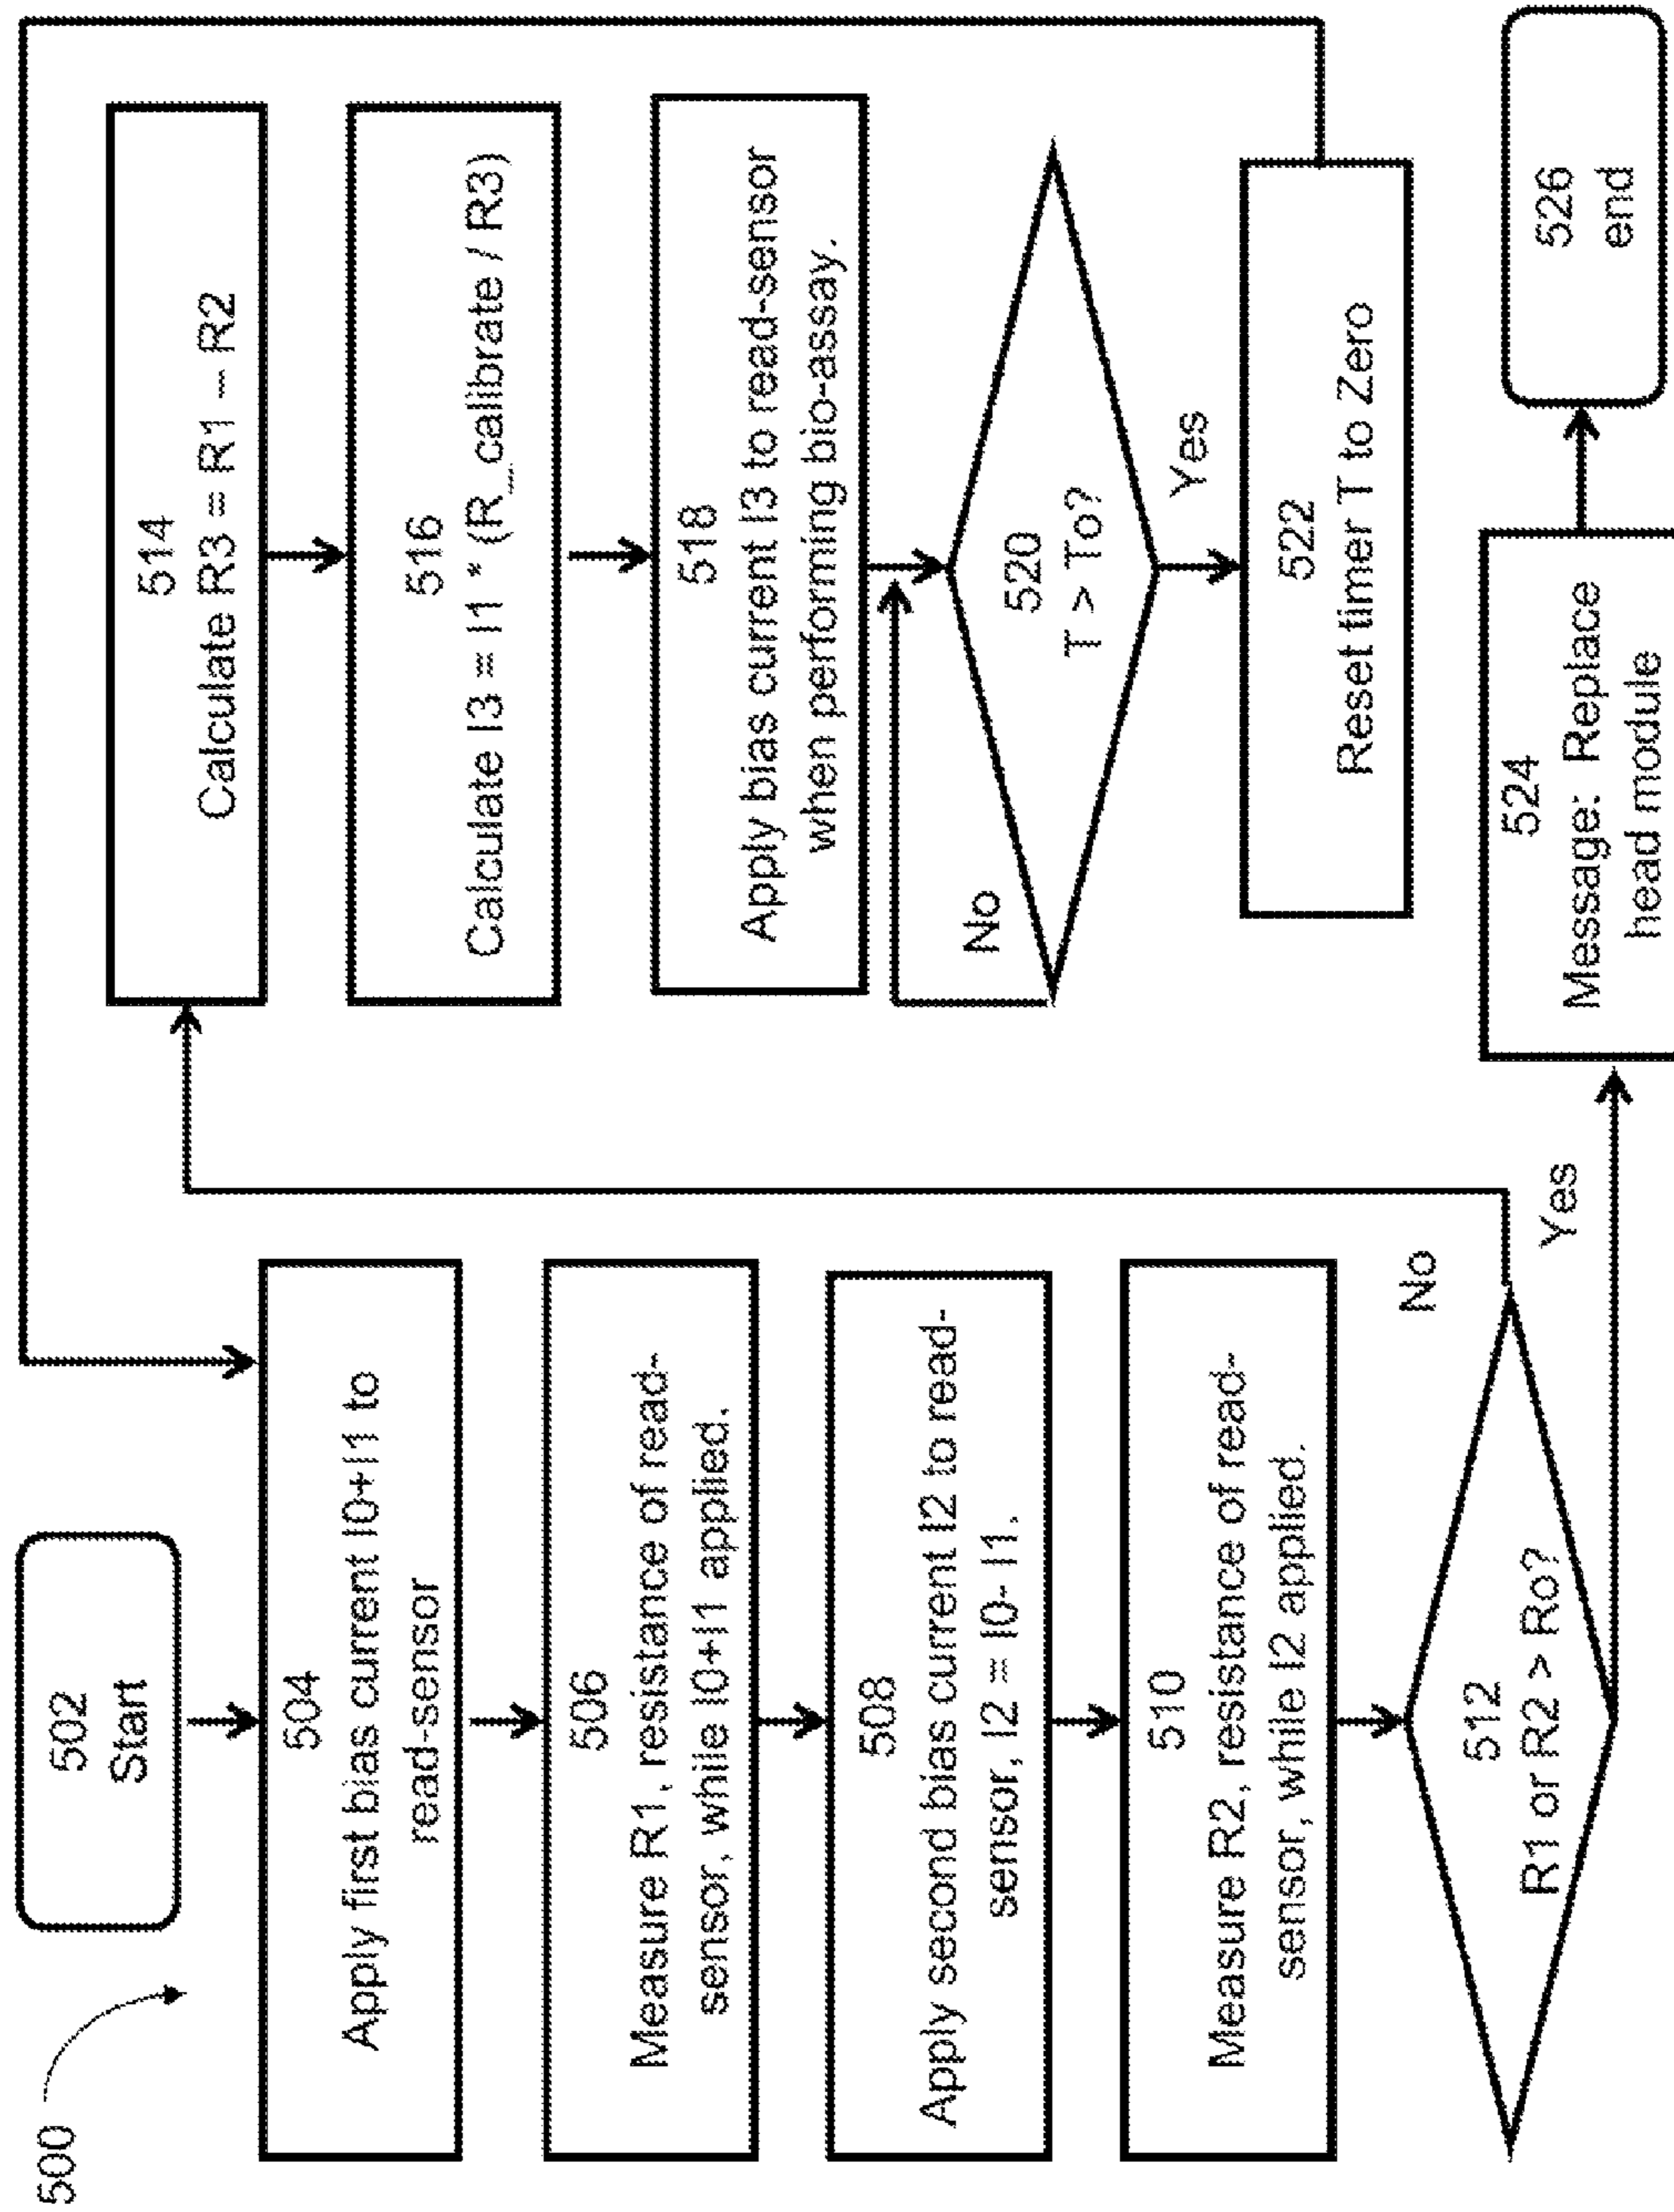 500
502
Start
504
Apply first bias current I0+I1 to
read-sensor
506
Measure R1, resistance of read-
sensor, while I0+I1 applied.
508
Apply second bias current I2 to read-
sensor, I2 = I0- I1.
510
Measure R2, resistance of read-
sensor, while I2 applied.
512
R1 or R2 > Ro?
No
Yes
514
Calculate R3 = R1 – R2
516
Calculate I3 = I1 * (R_calibrate / R3)
518
Apply bias current I3 to read-sensor
when performing bio-assay.
520
T > To?
No
Yes
522
Reset timer T to Zero
524
Message: Replace
head module
526
end